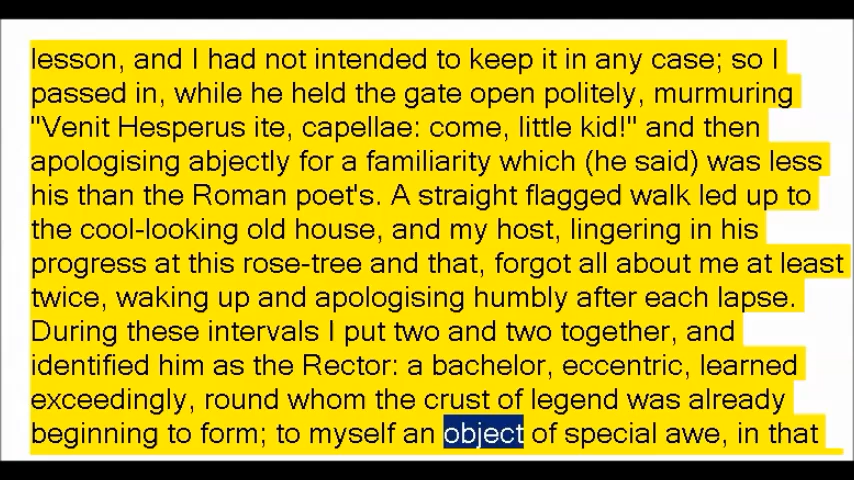 lesson, and I had not intended to keep it in any case; so I
passed in, while he held the gate open politely, murmuring
"Venit Hesperus ite, capellae: come, little kid!" and then
apologising abjectly for a familiarity which (he said) was less
his than the Roman poet's. A straight flagged walk led up to
the cool-looking old house, and my host, lingering in his
progress at this rose-tree and that, forgot all about me at least
twice, waking up and apologising humbly after each lapse.
During these intervals I put two and two together, and
identified him as the Rector: a bachelor, eccentric, learned
exceedingly, round whom the crust of legend was already
beginning to form; to myself an object of special awe, in that